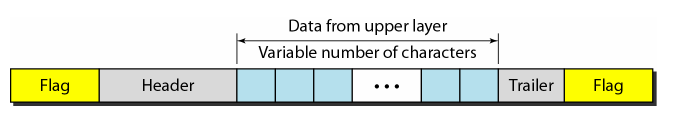 Data from upper layer
Variable number of characters
Flag Header ••• Trailer Flag